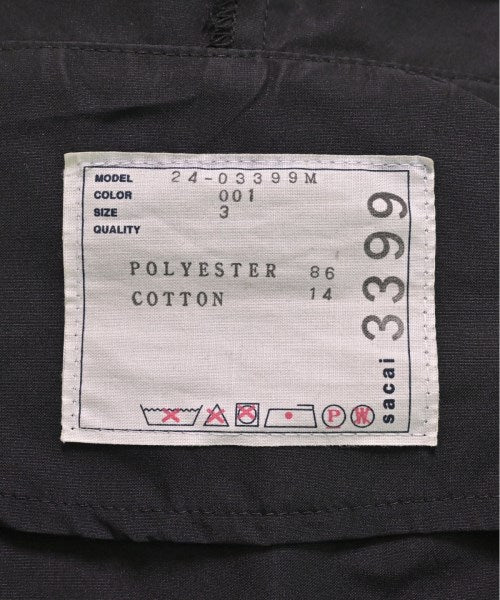 MODEL 24-03399M
COLOR 001
SIZE 3
QUALITY
POLYESTER 86
COTTON 14
P W
sacai 3399